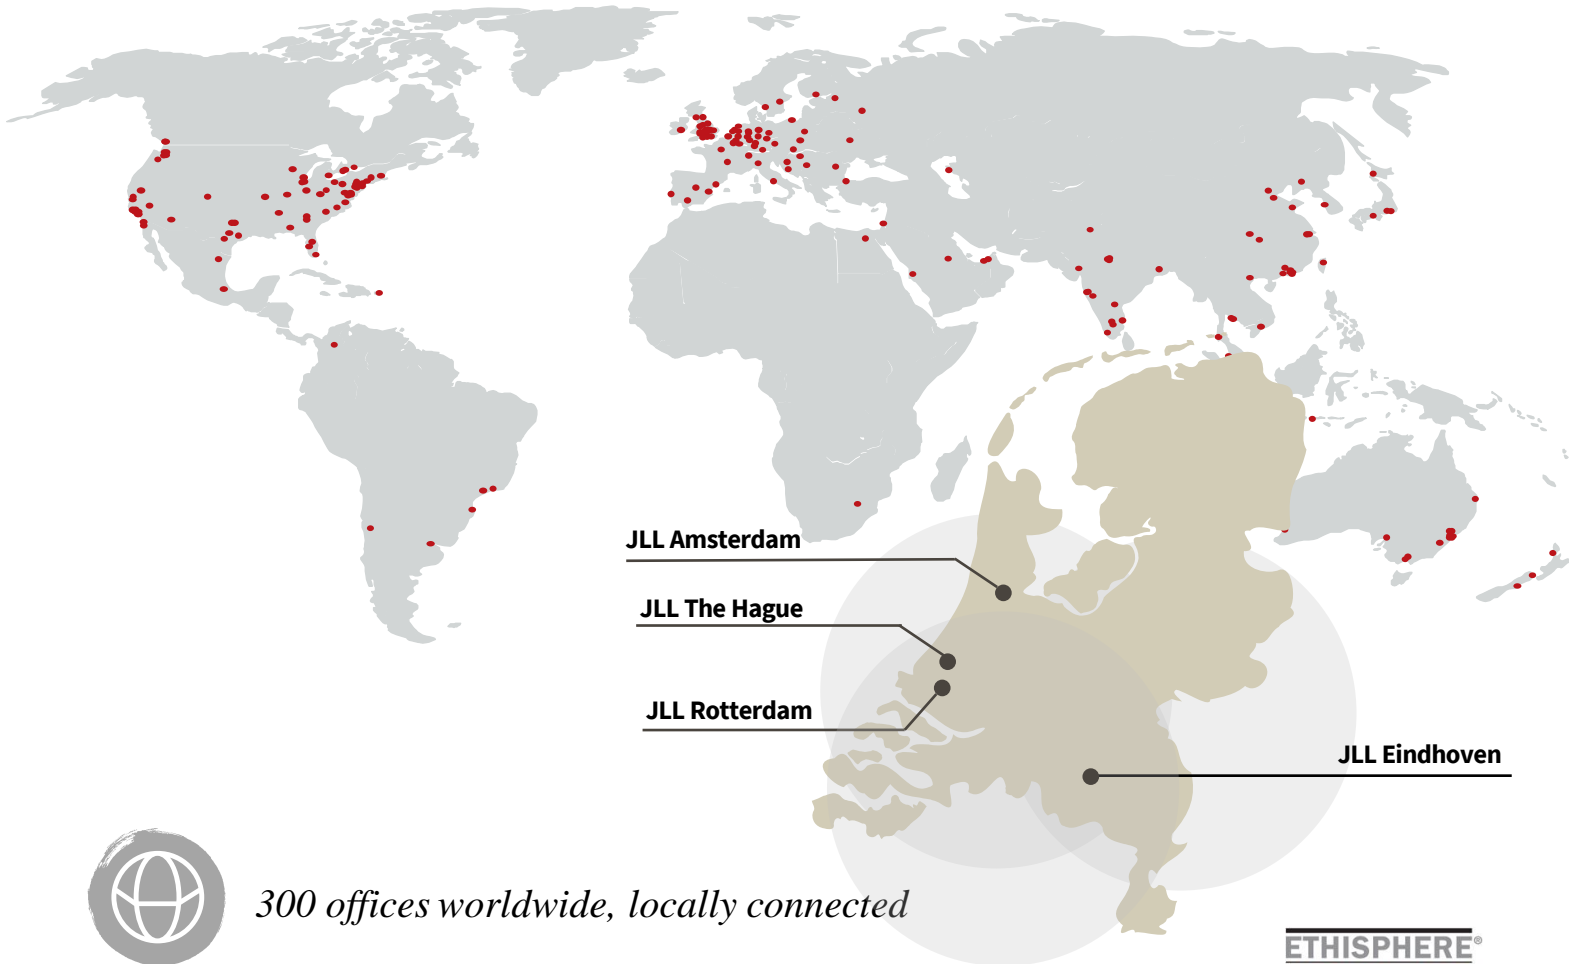 JLL Amsterdam
JLL The Hague
JLL Rotterdam
JLL Eindhoven
300 offices worldwide, locally connected
ETHISPHERE®